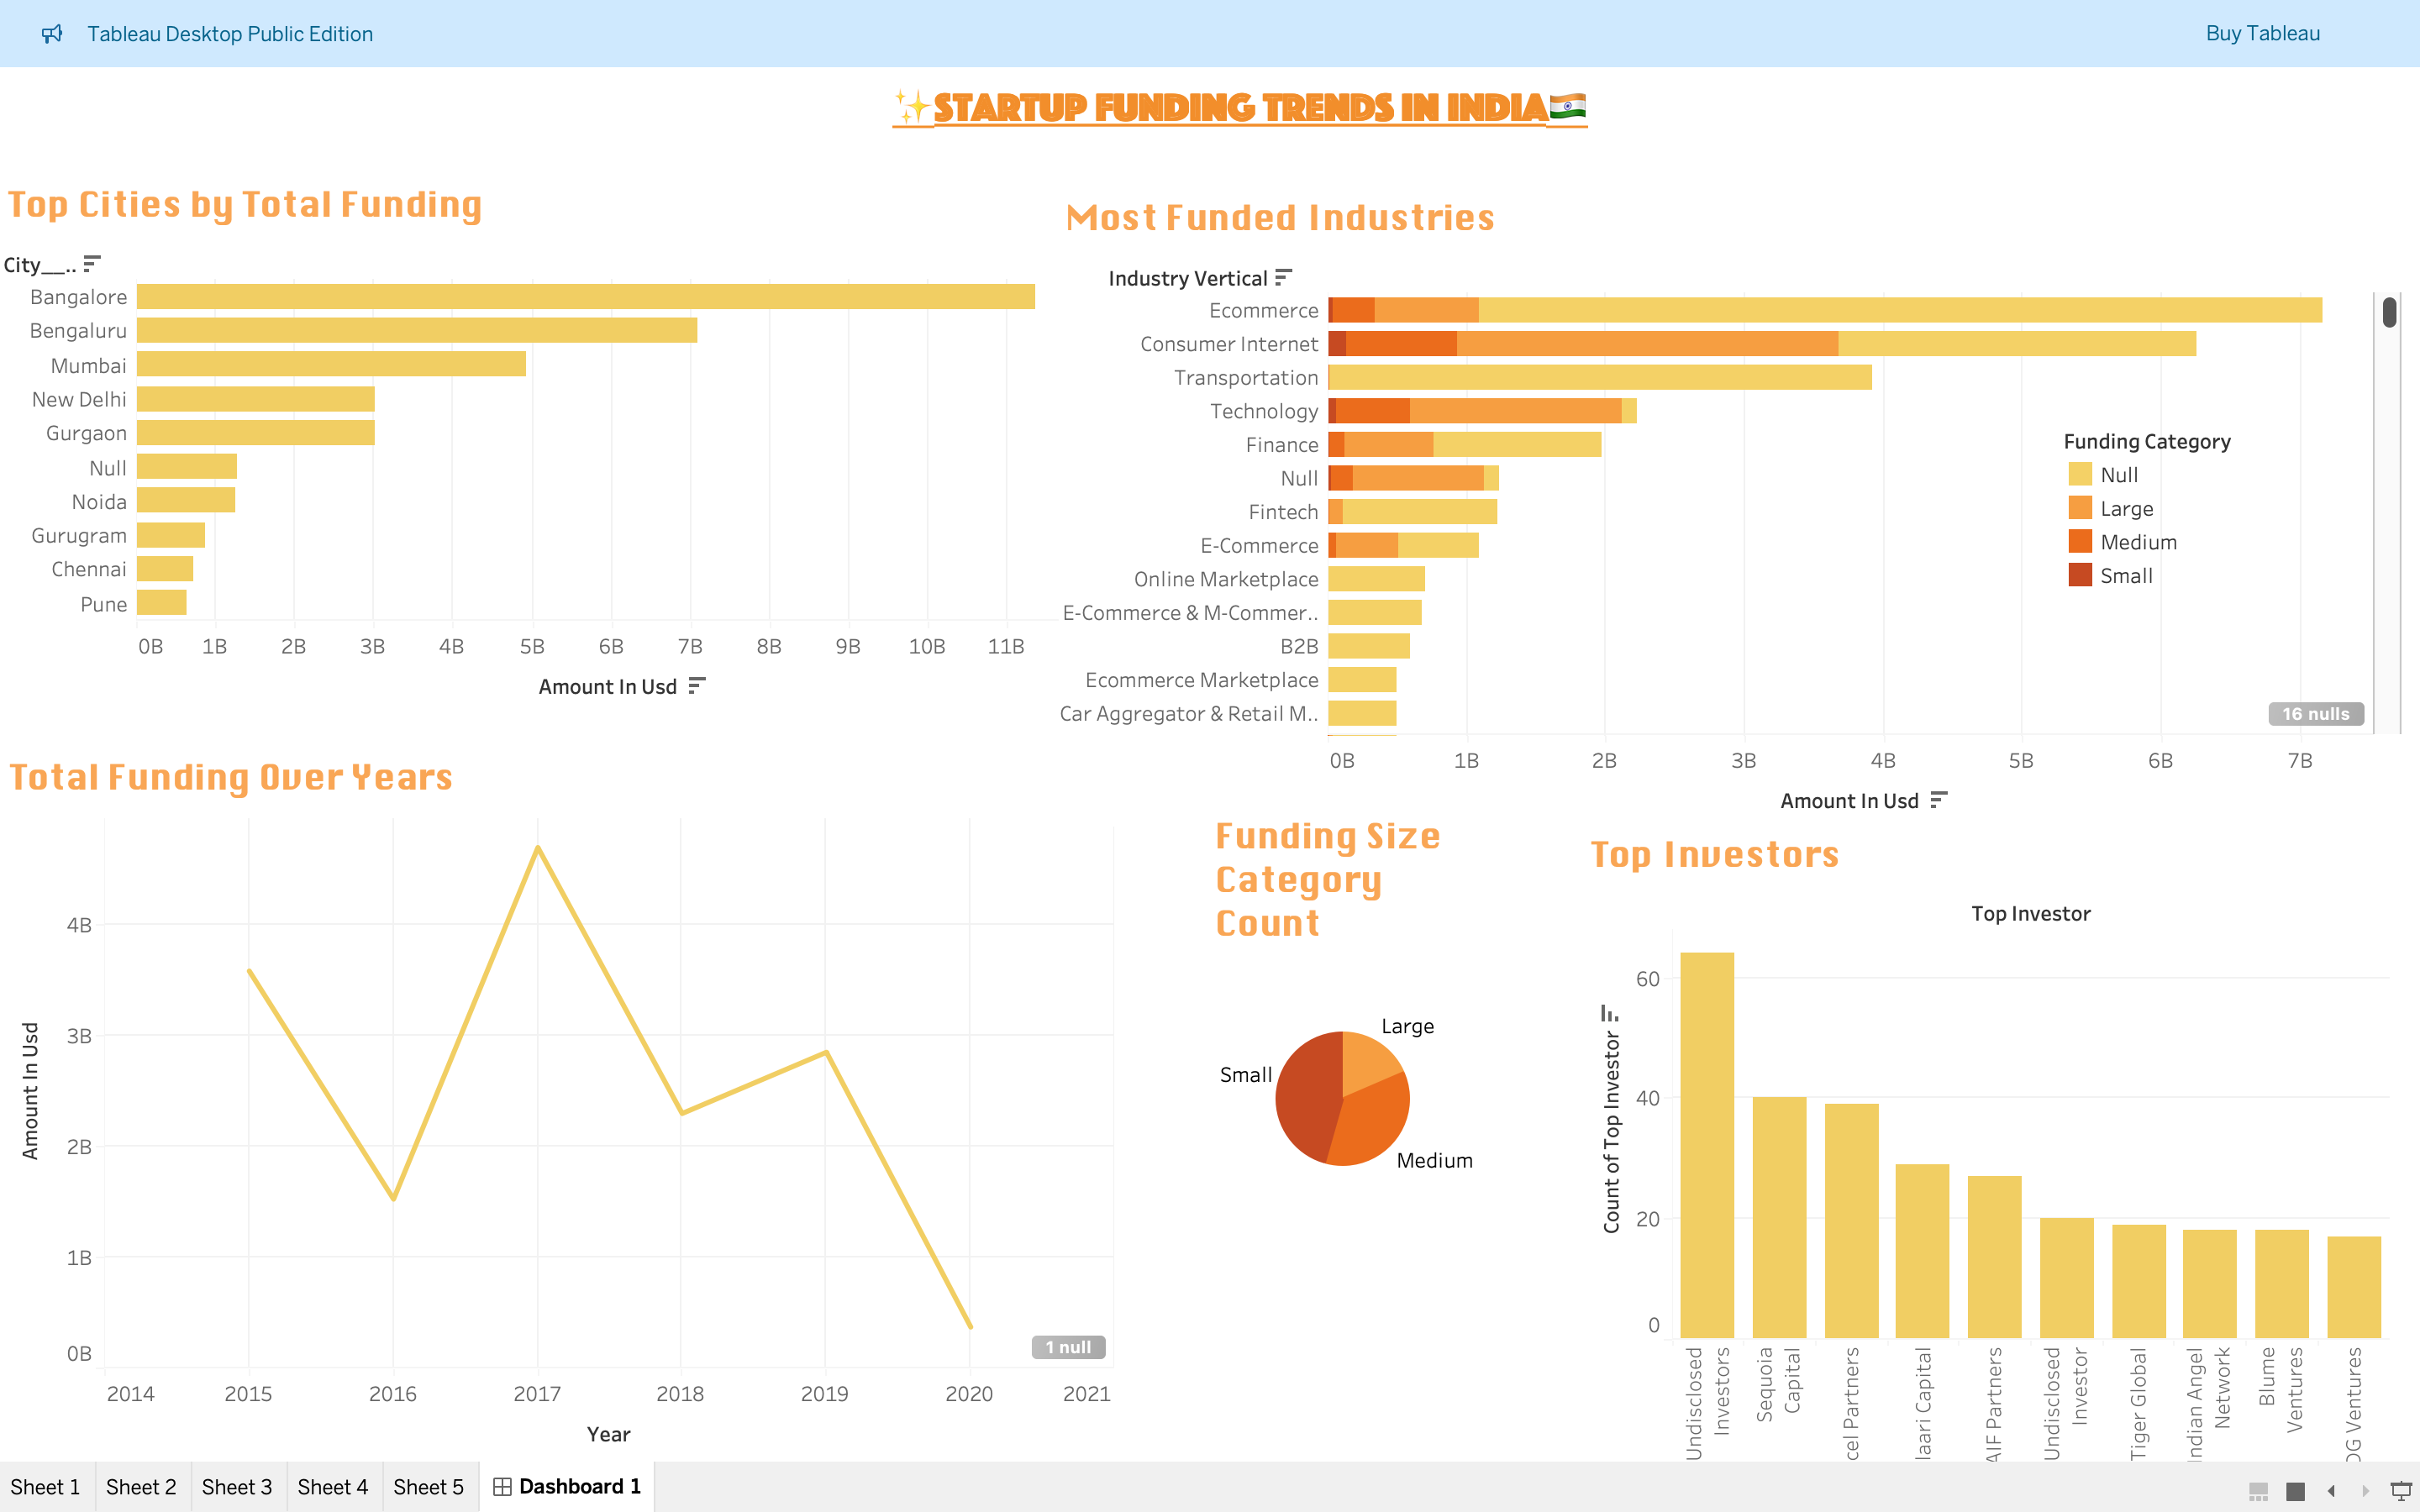 Tableau Desktop Public Edition
Buy Tableau
✨STARTUP FUNDING TRENDS IN INDIA🇮🇳
Top Cities by Total Funding
City__..
Bangalore
Bengaluru
Mumbai
New Delhi
Gurgaon
Null
Noida
Gurugram
Chennai
Pune
0B 1B 2B 3B 4B 5B 6B 7B 8B 9B 10B 11B
Amount In Usd
Most Funded Industries
Industry Vertical
Ecommerce
Consumer Internet
Transportation
Technology
Finance
Null
Fintech
E-Commerce
Online Marketplace
E-Commerce & M-Commer..
B2B
Ecommerce Marketplace
Car Aggregator & Retail M..
Funding Category
Null
Large
Medium
Small
16 nulls
0B 1B 2B 3B 4B 5B 6B 7B
Amount In Usd
Total Funding Over Years
Amount In Usd
4B
3B
2B
1B
0B
1 null
2014 2015 2016 2017 2018 2019 2020 2021
Year
Funding Size
Category
Count
Large
Small
Medium
Top Investors
Top Investor
Count of Top Investor
60
40
20
0
Undisclosed
Investors
Sequoia
Capital
cel Partners
laari Capital
AIF Partners
Undisclosed
Investor
Tiger Global
Indian Angel
Network
Blume
Ventures
DG Ventures
Sheet 1 Sheet 2 Sheet 3 Sheet 4 Sheet 5 Dashboard 1